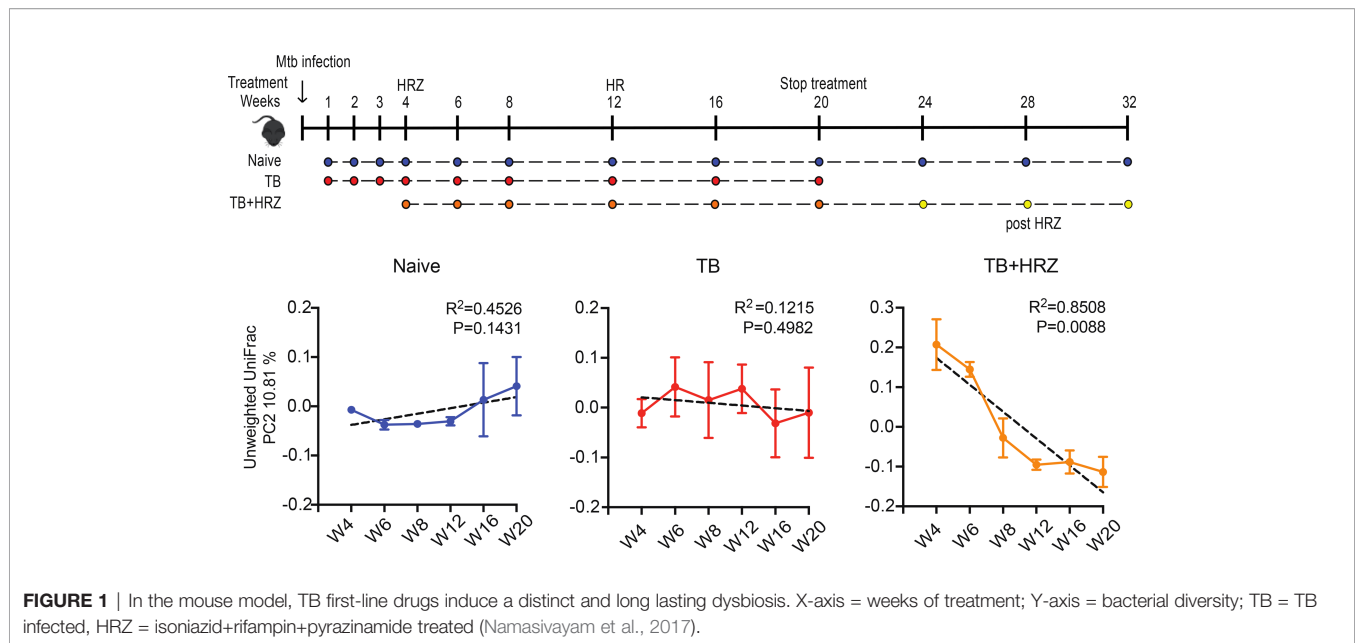 Mtb infection
Treatment Weeks
HRZ
HR
Stop treatment
1 2 3 4 6 8 12 16 20 24 28 32
Naive
TB
TB+HRZ
post HRZ
Naive
R²=0.4526
P=0.1431
Unweighted UniFrac
PC2 10.81 %
0.2
0.1
0.0
-0.1
-0.2
W4 W6 W8 W12 W16 W20
TB
R²=0.1215
P=0.4982
0.2
0.1
0.0
-0.1
-0.2
W4 W6 W8 W12 W16 W20
TB+HRZ
R²=0.8508
P=0.0088
0.3
0.2
0.1
0.0
-0.1
-0.2
W4 W6 W8 W12 W16 W20
FIGURE 1 | In the mouse model, TB first-line drugs induce a distinct and long lasting dysbiosis. X-axis = weeks of treatment; Y-axis = bacterial diversity; TB = TB
infected, HRZ = isoniazid+rifampin+pyrazinamide treated (Namasivayam et al., 2017).